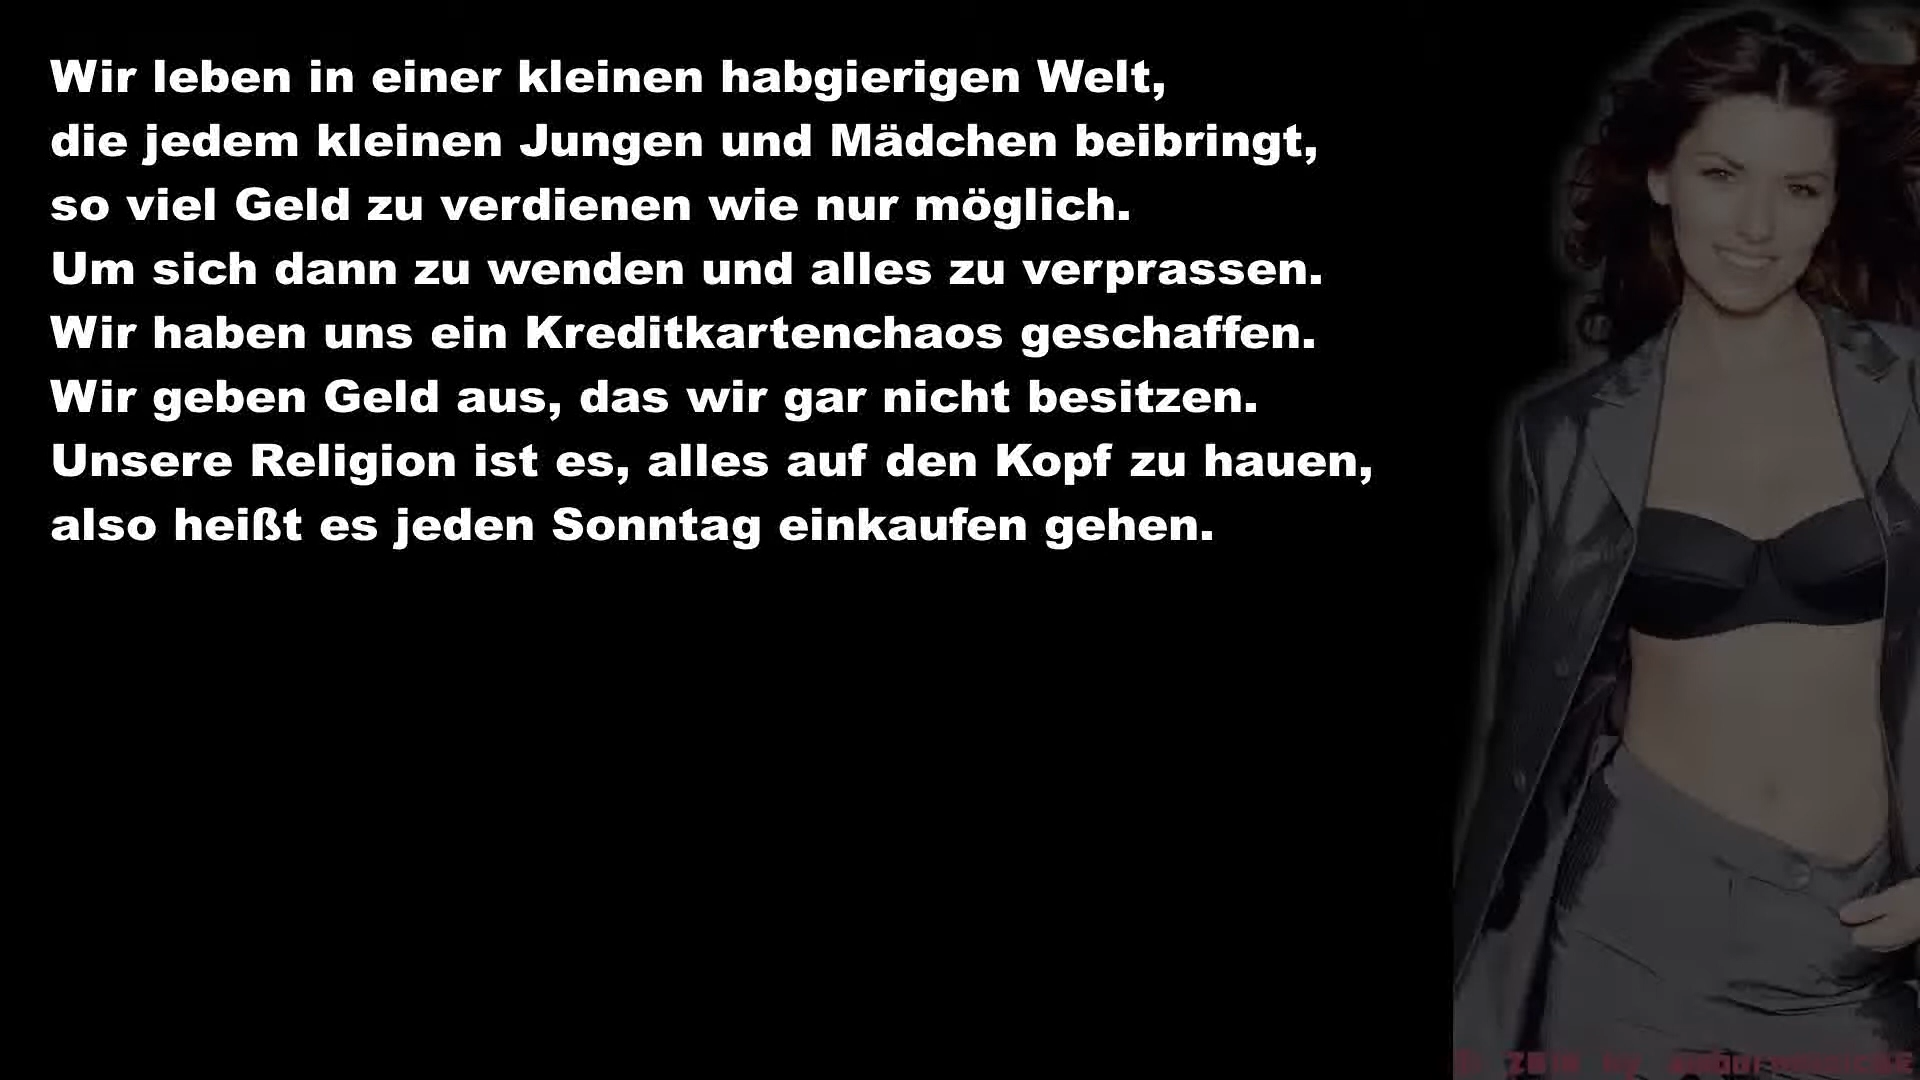 Wir leben in einer kleinen habgierigen Welt,
die jedem kleinen Jungen und Mädchen beibringt,
so viel Geld zu verdienen wie nur möglich.
Um sich dann zu wenden und alles zu verprassen.
Wir haben uns ein Kreditkartenchaos geschaffen.
Wir geben Geld aus, das wir gar nicht besitzen.
Unsere Religion ist es, alles auf den Kopf zu hauen,
also heißt es jeden Sonntag einkaufen gehen.
by